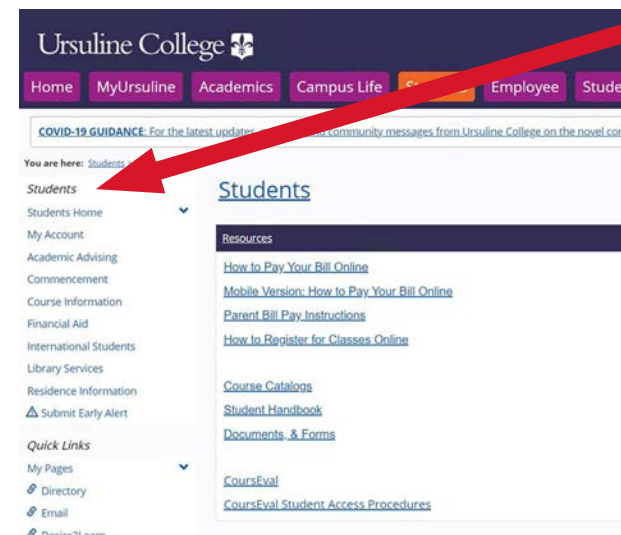 Ursuline College
Home MyUrsuline Academics Campus Life Employee Stude
COVID-19 GUIDANCE: For the latest updates, community messages from Ursuline College on the novel cor
You are here: Students
Students
Students Home
My Account
Academic Advising
Commencement
Course Information
Financial Aid
International Students
Library Services
Residence Information
Submit Early Alert
Quick Links
My Pages
Directory
Email
Students
Resources
How to Pay Your Bill Online
Mobile Version: How to Pay Your Bill Online
Parent Bill Pay Instructions
How to Register for Classes Online
Course Catalogs
Student Handbook
Documents, & Forms
CoursEval
CoursEval Student Access Procedures